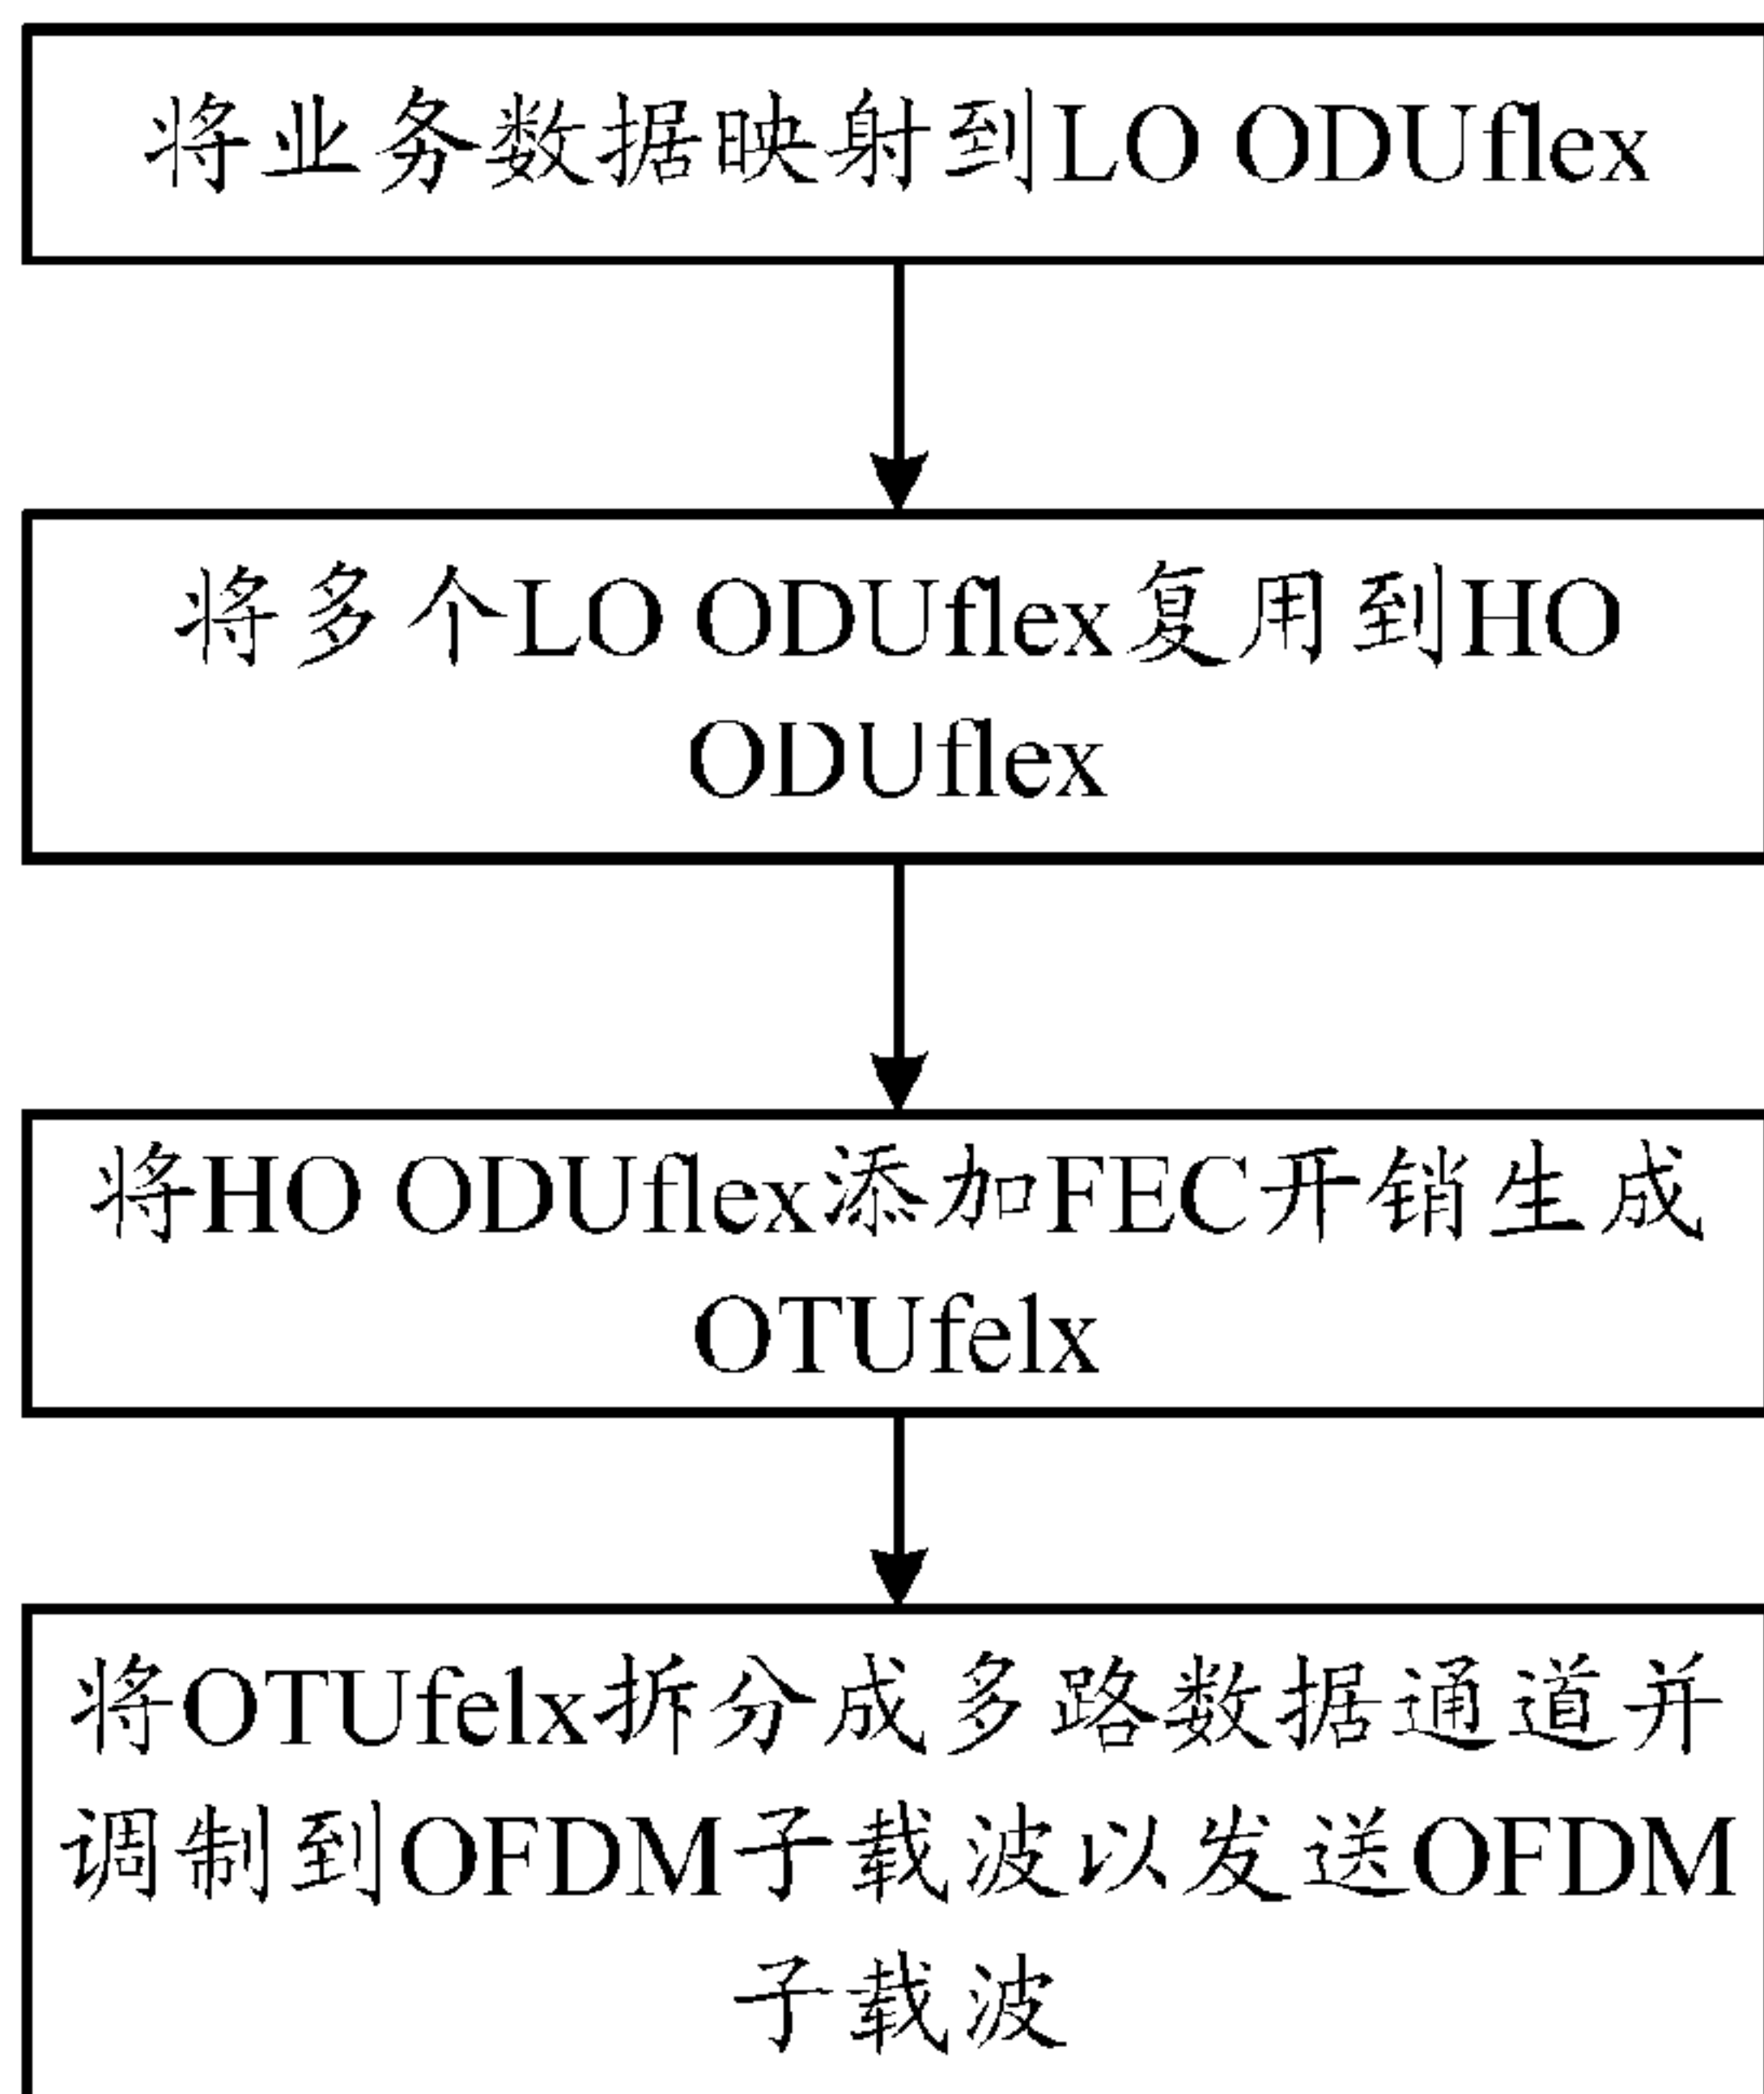 将业务数据映射到LO ODUflex
将多个LO ODUflex复用到HO
ODUflex
将HO ODUflex添加FEC开销生成
OTUfelx
将OTUfelx拆分成多路数据通道并
调制到OFDM子载波以发送OFDM
子载波